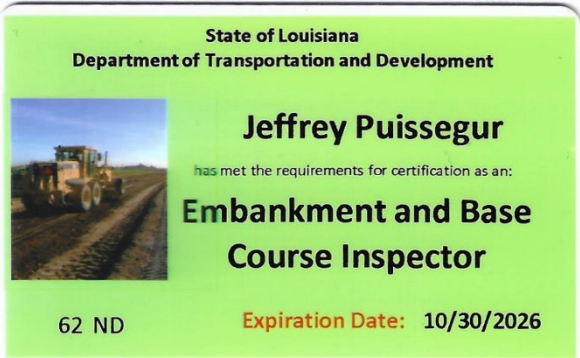 State of Louisiana
Department of Transportation and Development
Jeffrey Puissegur
has met the requirements for certification as an:
Embankment and Base
Course Inspector
62 ND
Expiration Date: 10/30/2026